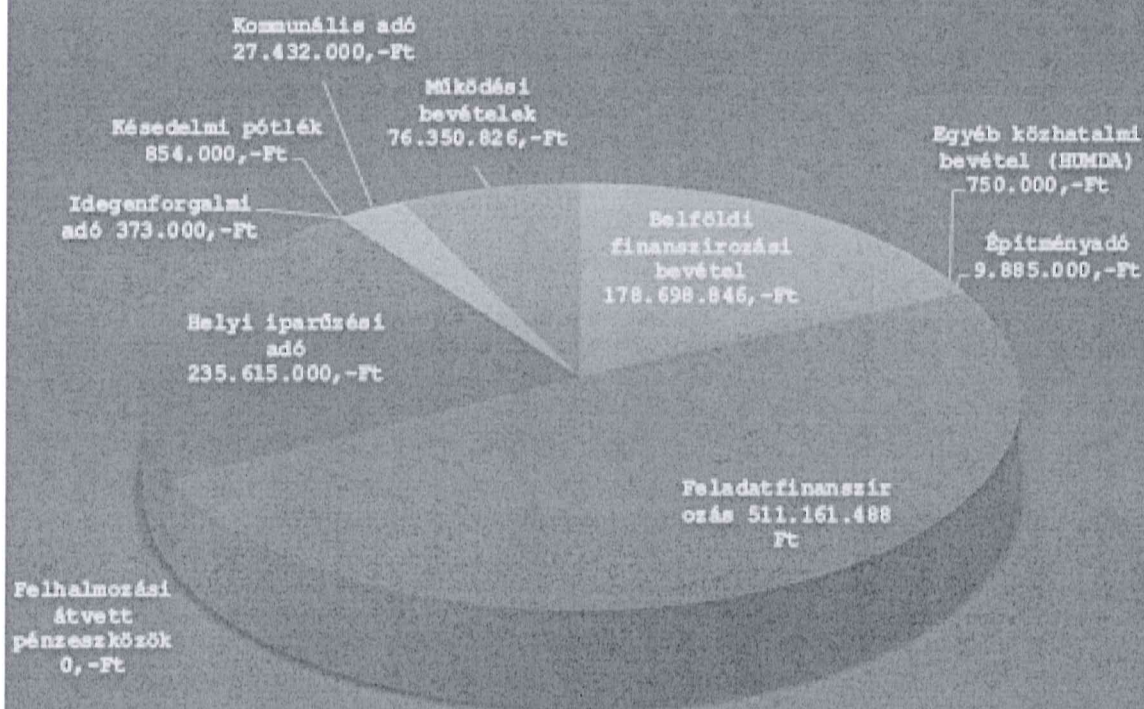 Kommunális adó
27.432.000,-Ft
Működési
bevételek
76.350.826,-Ft
Késedelmi pótlék
854.000,-Ft
Idegenforgalmi
adó 373.000,-Ft
Egyéb közhatalmi
bevétel (HUMDA)
750.000,-Ft
Építményadó
9.885.000,-Ft
Belföldi
finanszírozási
bevétel
178.698.846,-Ft
Helyi iparűzési
adó
235.615.000,-Ft
Feladatfinanszír
ozás 511.161.488
Ft
Felhalmozási
átvett
pénzeszközök
0,-Ft